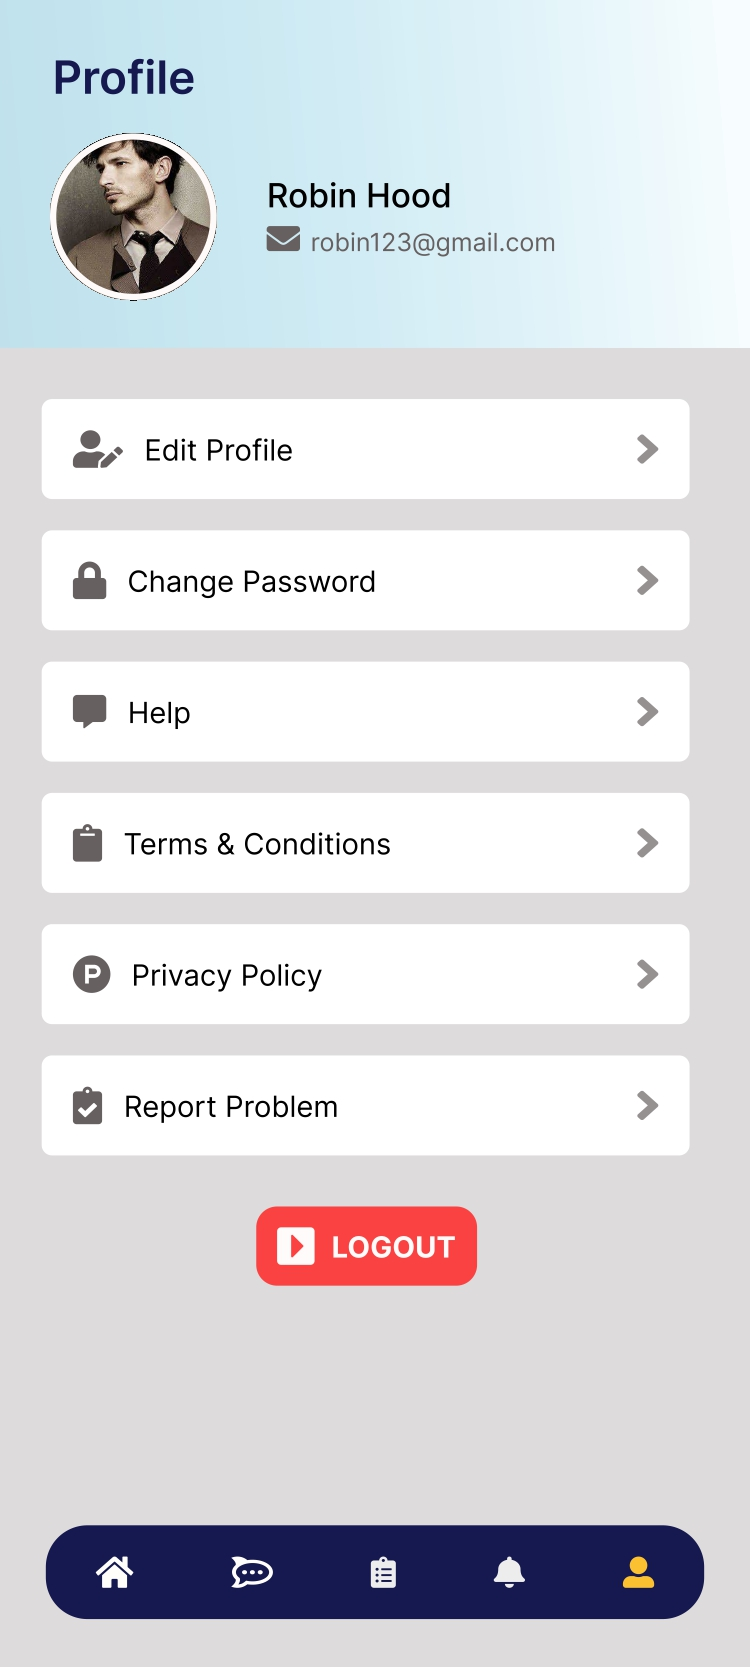 Profile
Robin Hood
robin123@gmail.com
Edit Profile
Change Password
Help
Terms & Conditions
Privacy Policy
Report Problem
LOGOUT